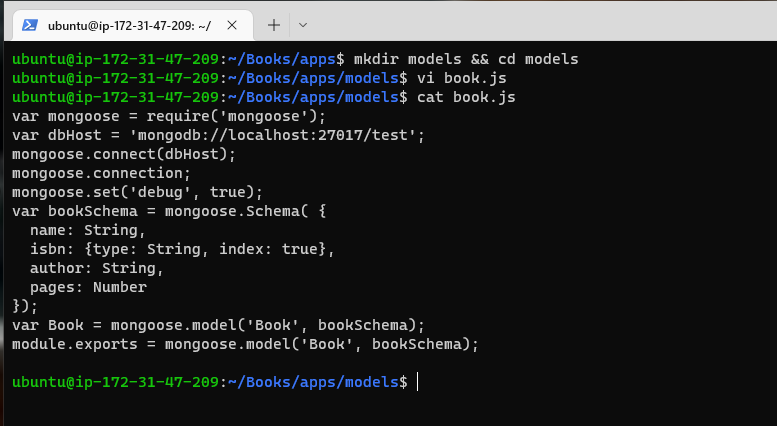 ubuntu@ip-172-31-47-209: ~/
ubuntu@ip-172-31-47-209:~/Books/apps$ mkdir models && cd models
ubuntu@ip-172-31-47-209:~/Books/apps/models$ vi book.js
ubuntu@ip-172-31-47-209:~/Books/apps/models$ cat book.js
var mongoose = require('mongoose');
var dbHost = 'mongodb://localhost:27017/test';
mongoose.connect(dbHost);
mongoose.connection;
mongoose.set('debug', true);
var bookSchema = mongoose.Schema( {
  name: String,
  isbn: {type: String, index: true},
  author: String,
  pages: Number
});
var Book = mongoose.model('Book', bookSchema);
module.exports = mongoose.model('Book', bookSchema);
ubuntu@ip-172-31-47-209:~/Books/apps/models$